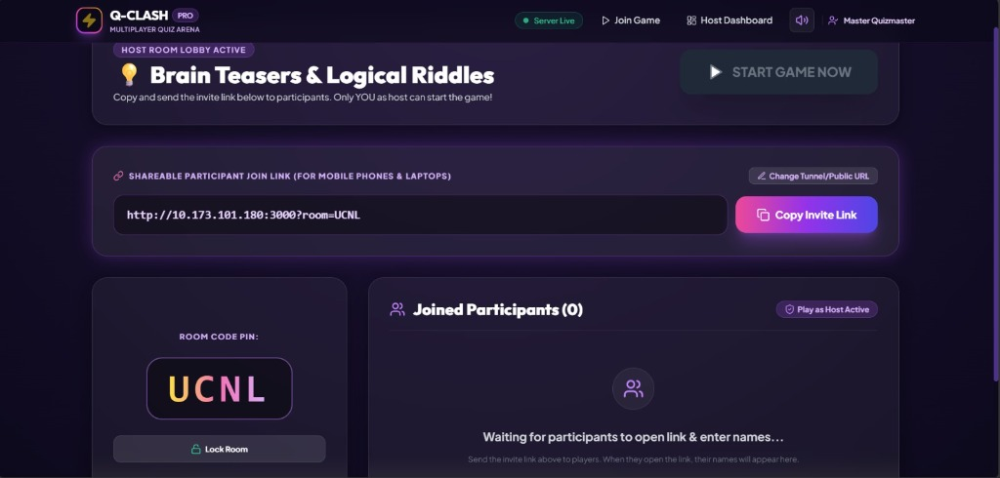 Q-CLASH PRO
MULTIPLAYER QUIZ ARENA
Server Live
Join Game
Host Dashboard
Master Quizmaster
HOST ROOM LOBBY ACTIVE
Brain Teasers & Logical Riddles
Copy and send the invite link below to participants. Only YOU as host can start the game!
START GAME NOW
SHAREABLE PARTICIPANT JOIN LINK (FOR MOBILE PHONES & LAPTOPS)
Change Tunnel/Public URL
http://10.173.101.180:3000?room=UCNL
Copy Invite Link
ROOM CODE PIN:
UCNL
Lock Room
Joined Participants (0)
Play as Host Active
Waiting for participants to open link & enter names...
Send the invite link above to players. When they open the link, their names will appear here.